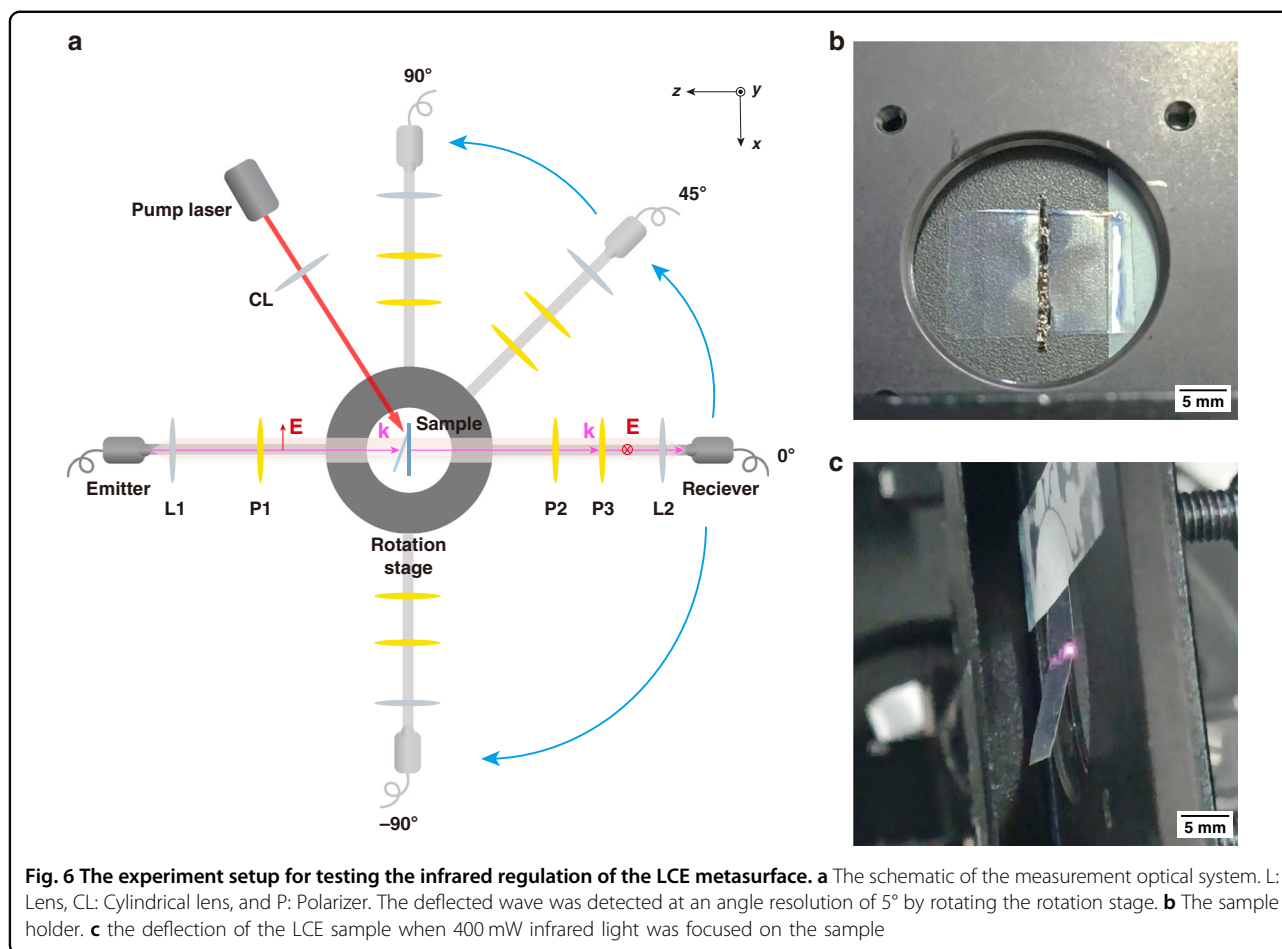 a
90°
z
y
x
Pump laser
45°
CL
Sample
E
k
k
E
0°
Emitter
L1
P1
P2
P3
L2
Reciever
Rotation
stage
–90°
b
5 mm
c
5 mm
Fig. 6 The experiment setup for testing the infrared regulation of the LCE metasurface. a The schematic of the measurement optical system. L:
Lens, CL: Cylindrical lens, and P: Polarizer. The deflected wave was detected at an angle resolution of 5° by rotating the rotation stage. b The sample
holder. c the deflection of the LCE sample when 400 mW infrared light was focused on the sample